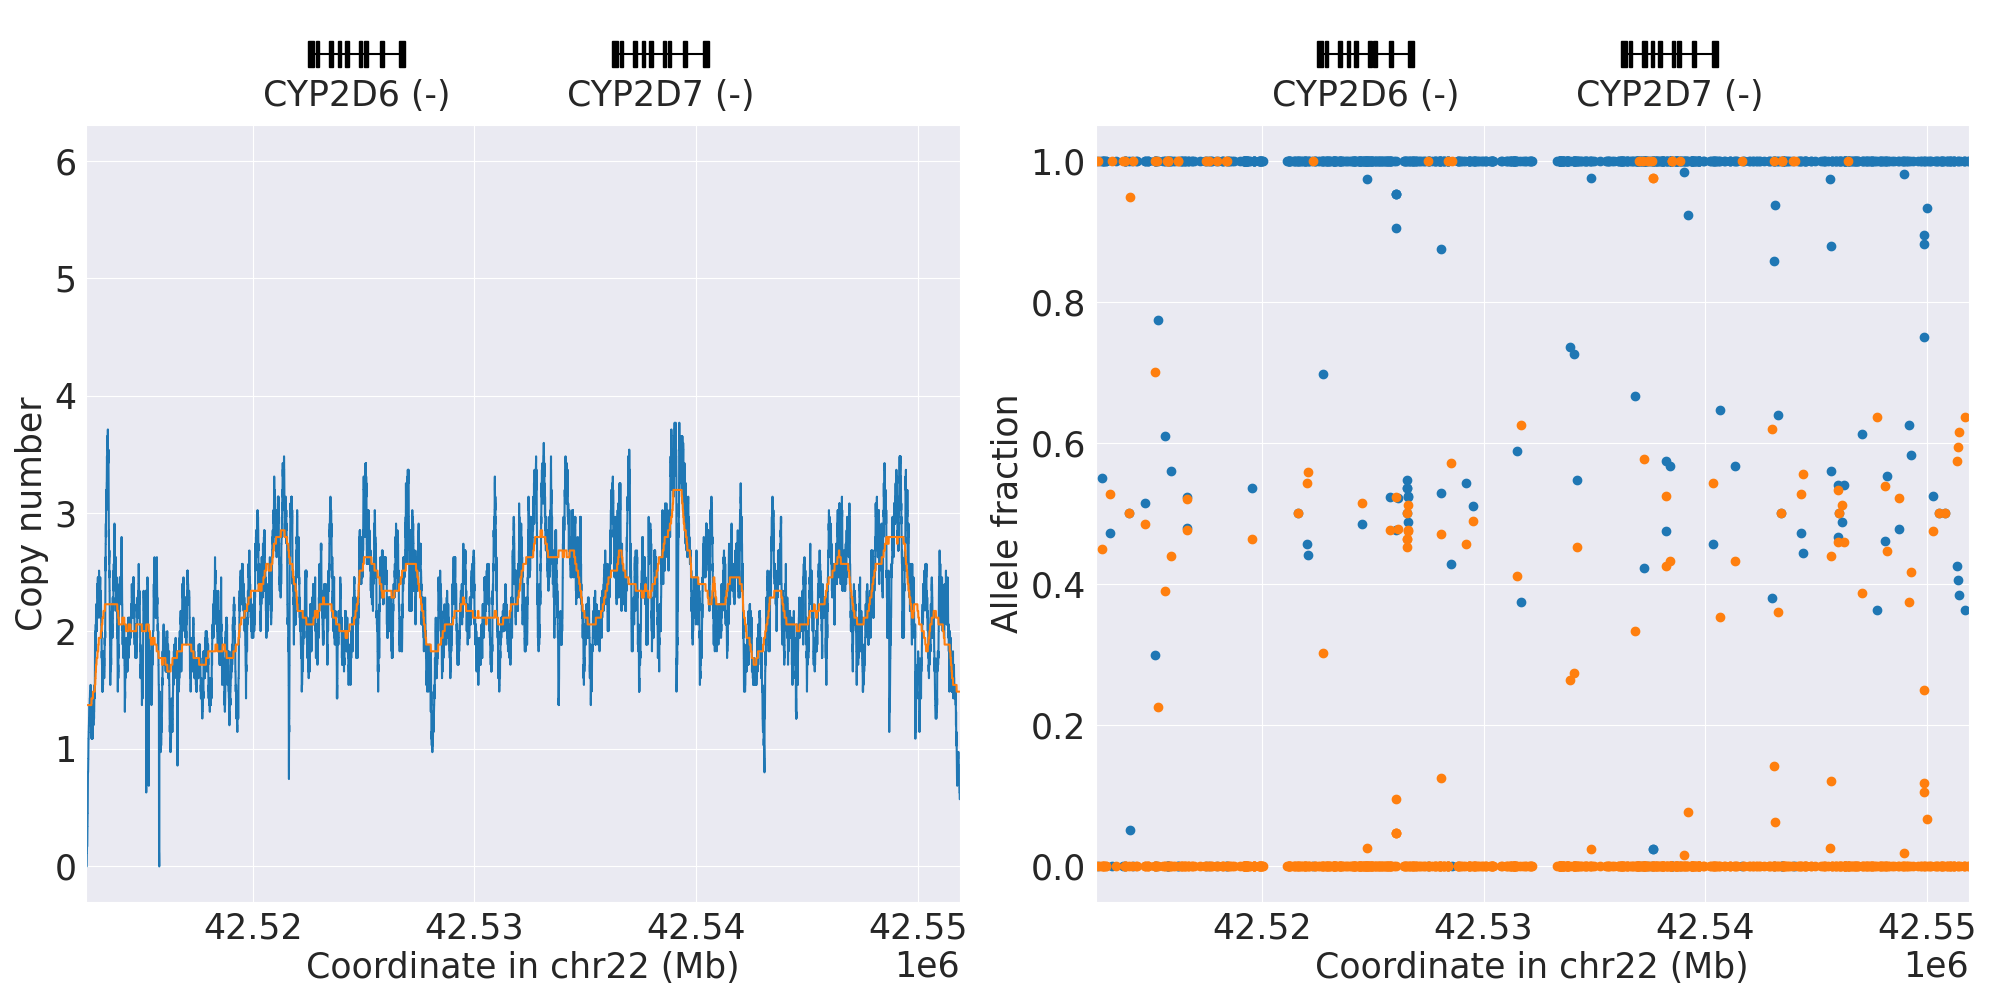 CYP2D6 (-)
CYP2D7 (-)
6
5
4
3
2
1
0
Copy number
42.52
42.53
42.54
42.55
Coordinate in chr22 (Mb)
1e6
CYP2D6 (-)
CYP2D7 (-)
1.0
0.8
0.6
0.4
0.2
0.0
Allele fraction
42.52
42.53
42.54
42.55
Coordinate in chr22 (Mb)
1e6